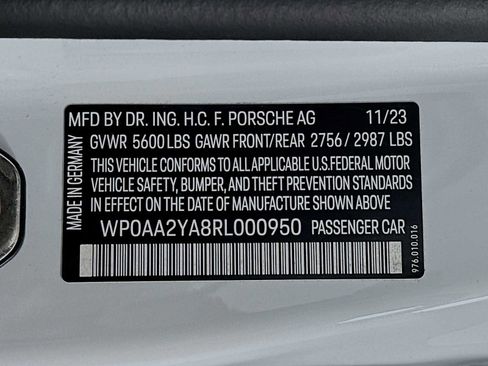 MFD BY DR. ING. H.C. F. PORSCHE AG 11/23
GVWR 5600 LBS GAWR FRONT/REAR 2756 / 2987 LBS
THIS VEHICLE CONFORMS TO ALL APPLICABLE U.S.FEDERAL MOTOR
VEHICLE SAFETY, BUMPER, AND THEFT PREVENTION STANDARDS
IN EFFECT ON THE DATE OF MANUFACTURE SHOWN ABOVE
WP0AA2YA8RL000950 PASSENGER CAR
MADE IN GERMANY
976.010.016